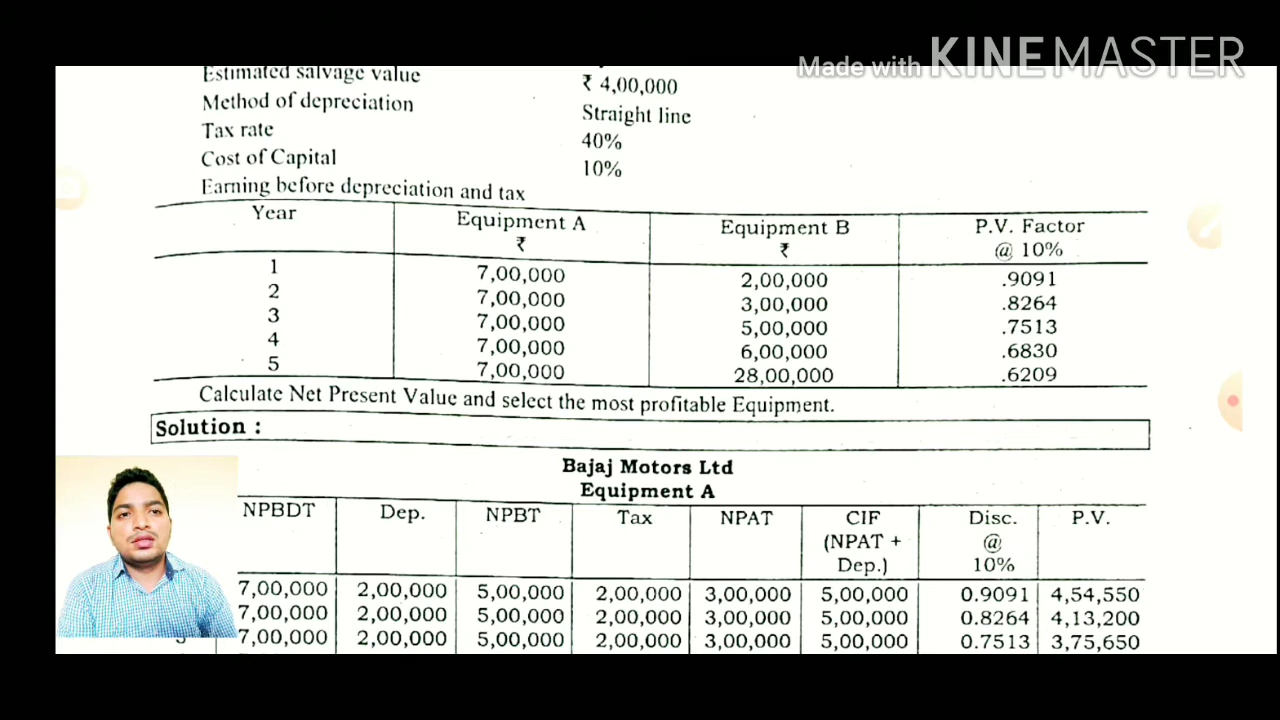 Made with KINEMASTER
Estimated salvage value ₹ 4,00,000
Method of depreciation Straight line
Tax rate 40%
Cost of Capital 10%
Earning before depreciation and tax
Year Equipment A ₹ Equipment B ₹ P.V. Factor @ 10%
1 7,00,000 2,00,000 .9091
2 7,00,000 3,00,000 .8264
3 7,00,000 5,00,000 .7513
4 7,00,000 6,00,000 .6830
5 7,00,000 28,00,000 .6209
Calculate Net Present Value and select the most profitable Equipment.
Solution :
Bajaj Motors Ltd
Equipment A
NPBDT Dep. NPBT Tax NPAT CIF (NPAT + Dep.) Disc. @ 10% P.V.
7,00,000 2,00,000 5,00,000 2,00,000 3,00,000 5,00,000 0.9091 4,54,550
7,00,000 2,00,000 5,00,000 2,00,000 3,00,000 5,00,000 0.8264 4,13,200
7,00,000 2,00,000 5,00,000 2,00,000 3,00,000 5,00,000 0.7513 3,75,650